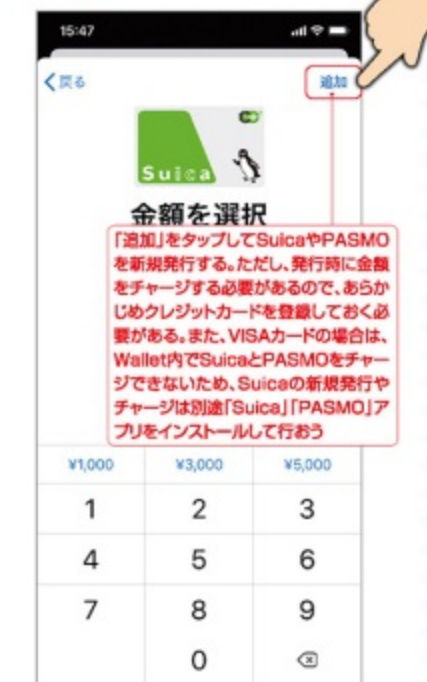 15:47
戻る
追加
Suica
金額を選択
「追加」をタップしてSuicaやPASMO
を新規発行する。ただし、発行時に金額
をチャージする必要があるので、あらか
じめクレジットカードを登録しておく必
要がある。また、VISAカードの場合は、
Wallet内でSuicaとPASMOをチャー
ジできないため、Suicaの新規発行や
チャージは別途「Suica」「PASMO」ア
プリをインストールして行おう
¥1,000 ¥3,000 ¥5,000
1 2 3
4 5 6
7 8 9
0